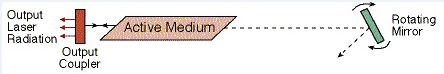 Output
Laser
Radiation
Output
Coupler
Active Medium
Rotating
Mirror